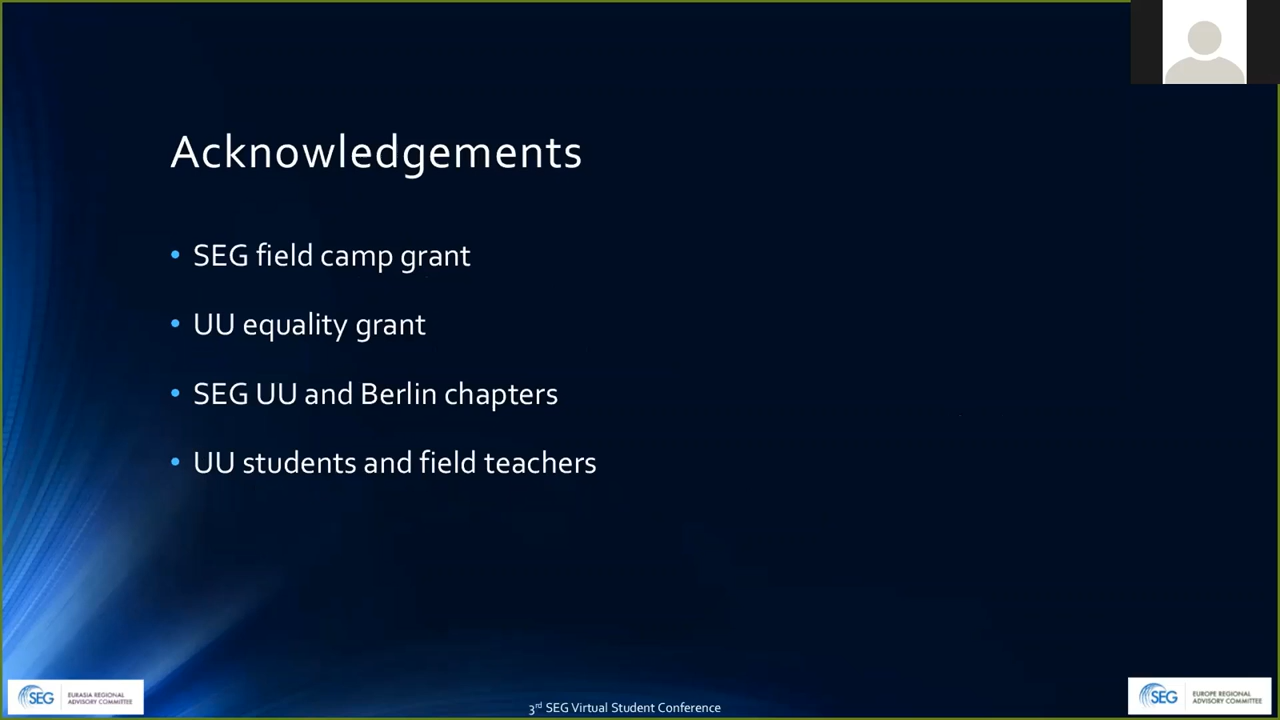 Acknowledgements
• SEG field camp grant
• UU equality grant
• SEG UU and Berlin chapters
• UU students and field teachers
SEG EURASIA REGIONAL
ADVISORY COMMITTEE
3rd SEG Virtual Student Conference
SEG EUROPE REGIONAL
ADVISORY COMMITTEE